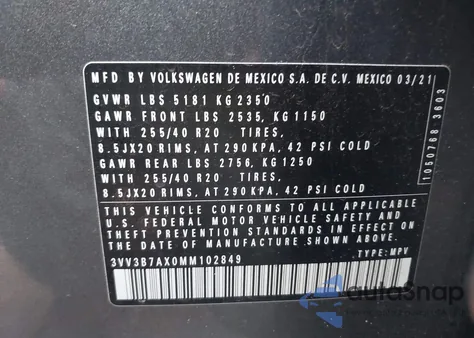 MFD BY VOLKSWAGEN DE MEXICO S.A. DE C.V. MEXICO 03/21
GVWR LBS 5181 KG 2350
GAWR FRONT LBS 2535, KG 1150
WITH 255/40 R20 TIRES,
8.5JX20 RIMS, AT 290 KPA, 42 PSI COLD
GAWR REAR LBS 2756, KG 1250
WITH 255/40 R20 TIRES,
8.5JX20 RIMS, AT 290 KPA, 42 PSI COLD
THIS VEHICLE CONFORMS TO ALL APPLICABLE
U.S. FEDERAL MOTOR VEHICLE SAFETY AND
THEFT PREVENTION STANDARDS IN EFFECT ON
THE DATE OF MANUFACTURE SHOWN ABOVE
3VV3B7AX0MM102849
TYPE: MPV
1050768 3603
autoSnap